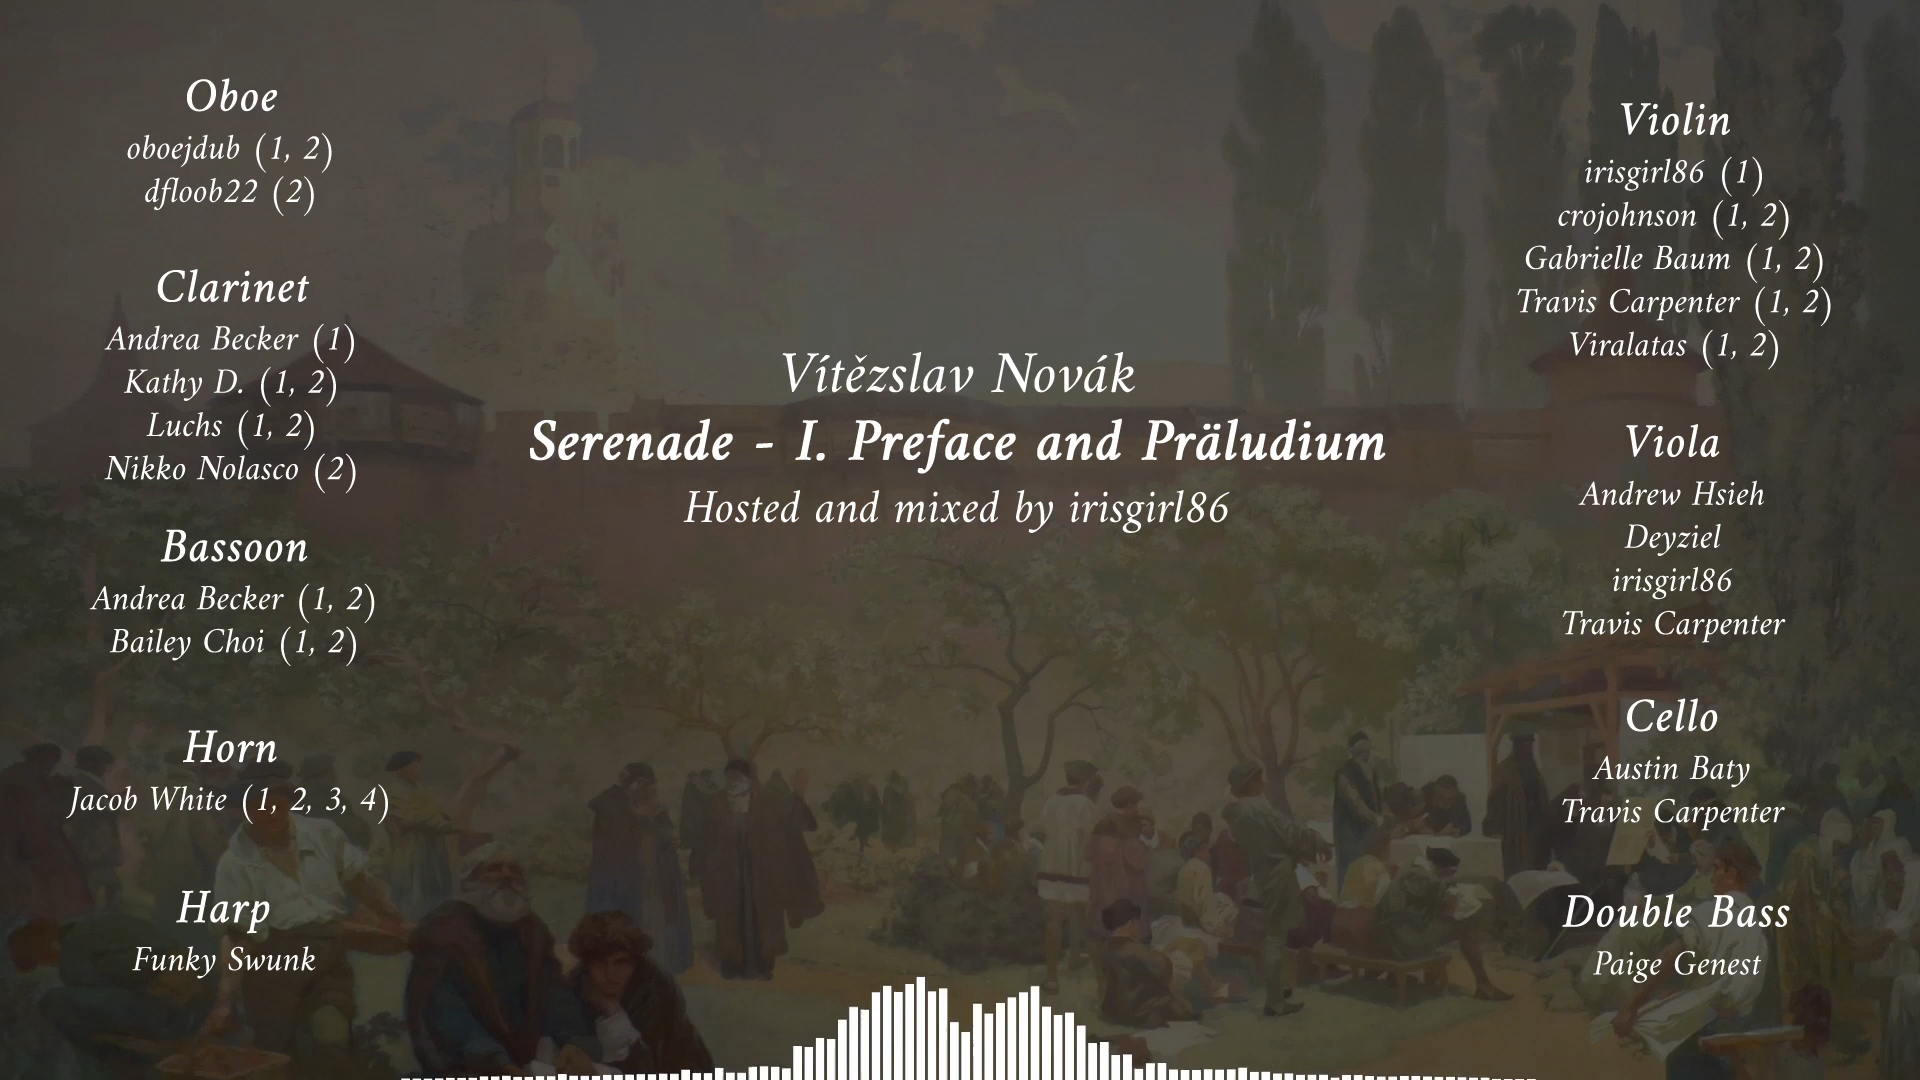 Oboe
oboejdub (1, 2)
dfloob22 (2)
Clarinet
Andrea Becker (1)
Kathy D. (1, 2)
Luchs (1, 2)
Nikko Nolasco (2)
Bassoon
Andrea Becker (1, 2)
Bailey Choi (1, 2)
Horn
Jacob White (1, 2, 3, 4)
Harp
Funky Swunk
Vítězslav Novák
Serenade - I. Preface and Präludium
Hosted and mixed by irisgirl86
Violin
irisgirl86 (1)
crojohnson (1, 2)
Gabrielle Baum (1, 2)
Travis Carpenter (1, 2)
Viralatas (1, 2)
Viola
Andrew Hsieh
Deyziel
irisgirl86
Travis Carpenter
Cello
Austin Baty
Travis Carpenter
Double Bass
Paige Genest